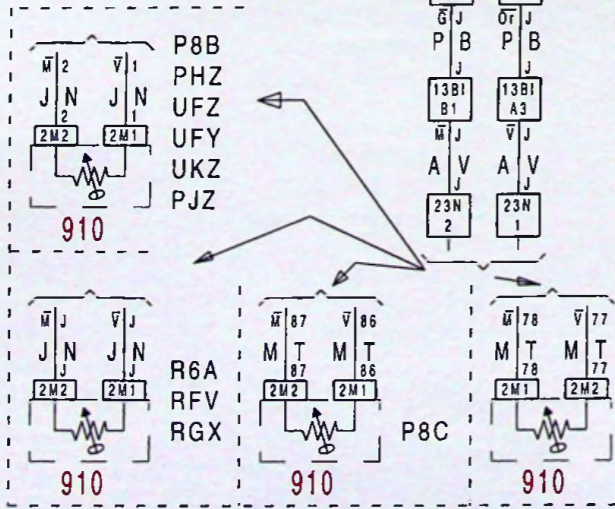 G J Or J
P B P B
J J
13BI B1 13BI A3
M J V J
A V A V
J J
23N 2 23N 1
M 2 V 1
J N J N
2 1
2M2 2M1
910
P8B
PHZ
UFZ
UFY
UKZ
PJZ
M J V J
J N J N
J J
2M2 2M1
910
R6A
RFV
RGX
M 87 V 86
M T M T
87 86
2M2 2M1
910
P8C
M 78 V 77
M T M T
78 77
2M1 2M2
910